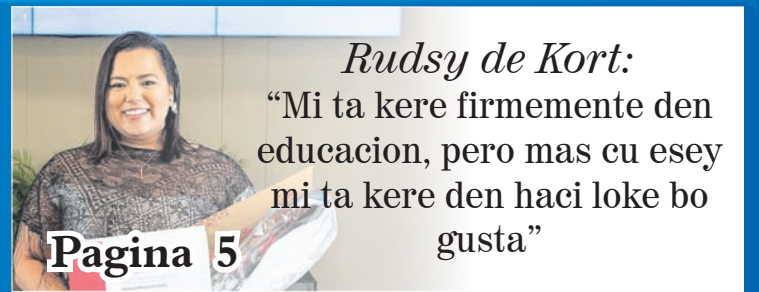 Rudsy de Kort:
“Mi ta kere firmemente den
educacion, pero mas cu esey
mi ta kere den haci loke bo
gusta”
Pagina 5